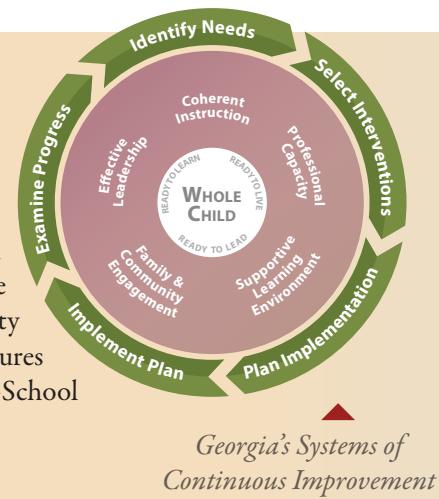 Identify Needs
Select Interventions
Plan Implementation
Implement Plan
Examine Progress
Coherent
Instruction
Professional
Capacity
Supportive
Learning
Environment
Family &
Community
Engagement
Effective
Leadership
READY TO LEARN
READY TO LIVE
READY TO LEAD
WHOLE
CHILD
ty
ures
-School
Georgia’s Systems of
Continuous Improvement